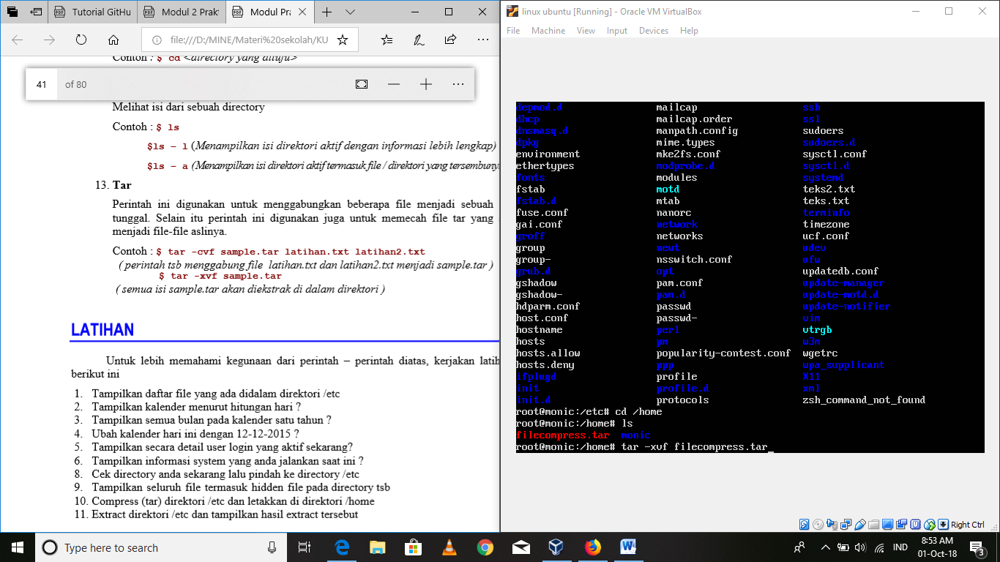 Tutorial GitHu
Modul 2 Prakt
Modul Pra
file:///D:/MINE/Materi%20sekolah/KU
Contoh : $ cd <directory yang dituju>
41 of 80
Melihat isi dari sebuah directory
Contoh : $ ls
$ls – l (Menampilkan isi direktori aktif dengan informasi lebih lengkap)
$ls – a (Menampilkan isi direktori aktif termasuk file / direktori yang tersembuny
13. Tar
Perintah ini digunakan untuk menggabungkan beberapa file menjadi sebuah
tunggal. Selain itu perintah ini digunakan juga untuk memecah file tar yang
menjadi file-file aslinya.
Contoh : $ tar -cvf sample.tar latihan.txt latihan2.txt
( perintah tsb menggabung file latihan.txt dan latihan2.txt menjadi sample.tar )
$ tar -xvf sample.tar
( semua isi sample.tar akan diekstrak di dalam direktori )
LATIHAN
Untuk lebih memahami kegunaan dari perintah – perintah diatas, kerjakan latih
berikut ini
1. Tampilkan daftar file yang ada didalam direktori /etc
2. Tampilkan kalender menurut hitungan hari ?
3. Tampilkan semua bulan pada kalender satu tahun ?
4. Ubah kalender hari ini dengan 12-12-2015 ?
5. Tampilkan secara detail user login yang aktif sekarang?
6. Tampilkan informasi system yang anda jalankan saat ini ?
8. Cek directory anda sekarang lalu pindah ke directory /etc
9. Tampilkan seluruh file termasuk hidden file pada directory tsb
10. Compress (tar) direktori /etc dan letakkan di direktori /home
11. Extract direktori /etc dan tampilkan hasil extract tersebut
linux ubuntu [Running] - Oracle VM VirtualBox
File Machine View Input Devices Help
depmod.d mailcap ssh
dhcp mailcap.order ssl
dnsmasq.d manpath.config sudoers
dpkg mime.types sudoers.d
environment mke2fs.conf sysctl.conf
ethertypes modprobe.d sysctl.d
fonts modules systemd
fstab motd teks2.txt
fstab.d mtab teks.txt
fuse.conf nanorc terminfo
gai.conf network timezone
groff networks ucf.conf
group newt udev
group- nsswitch.conf ufw
grub.d opt updatedb.conf
gshadow pam.conf update-manager
gshadow- pam.d update-motd.d
hdparm.conf passwd update-notifier
host.conf passwd- vim
hostname perl vtrgb
hosts pm w3m
hosts.allow popularity-contest.conf wgetrc
hosts.deny ppp wpa_supplicant
ifplugd profile X11
init profile.d xml
init.d protocols zsh_command_not_found
root@monic:/etc# cd /home
root@monic:/home# ls
filecompress.tar monic
root@monic:/home# tar -xvf filecompress.tar_
Right Ctrl
Type here to search
IND
8:53 AM
01-Oct-18
3